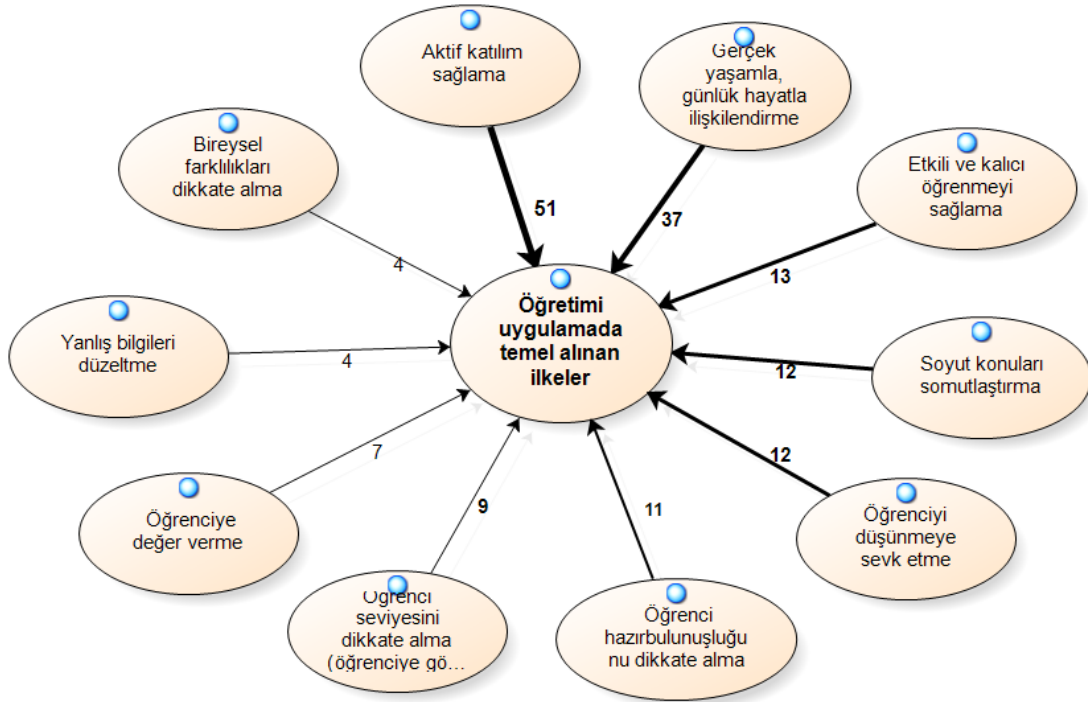 Aktif katılım
sağlama
Gerçek
yaşamla,
günlük hayatla
ilişkilendirme
Bireysel
farklılıkları
dikkate alma
Etkili ve kalıcı
öğrenmeyi
sağlama
51
37
4
13
Öğretimi
uygulamada
temel alınan
ilkeler
Yanlış bilgileri
düzeltme
4
12
Soyut konuları
somutlaştırma
7
9
11
12
Öğrenciye
değer verme
Öğrenciyi
düşünmeye
sevk etme
Öğrenci
seviyesini
dikkate alma
(öğrenciye gö...
Öğrenci
hazırbulunuşluğu
nu dikkate alma